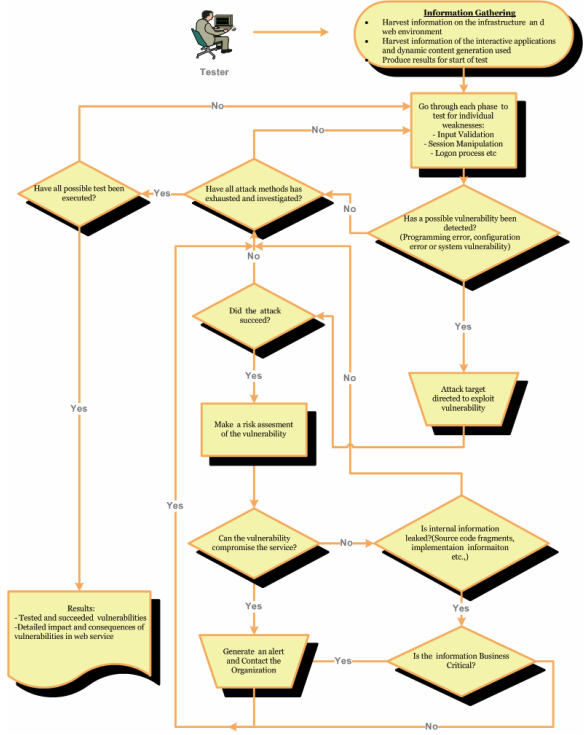 Information Gathering
• Harvest information on the infrastructure an d
web environment
• Harvest information of the interactive applications
and dynamic content generation used
• Produce results for start of test
Tester
No
Go through each phase to
test for individual
weaknesses:
- Input Validation
- Session Manipulation
- Logon process etc
No
Have all possible test been
executed?
Yes
Have all attack methods has
exhausted and investigated?
No
Has a possible vulnerability been
detected?
(Programming error, configuration
error or system vulnerability)
No
Did the attack
succeed?
Yes
Yes
No
Attack target
directed to exploit
vulnerability
Yes
Make a risk assesment
of the vulnerability
Yes
Can the vulnerability
compromise the service?
No
Is internal information
leaked?(Source code fragments,
implementaion informaiton
etc.,)
Results:
- Tested and succeeded vulnerabilities
-Detailed impact and consequences of
vulnerabilities in web service
Yes
Yes
Generate an alert
and Contact the
Organization
Yes
Is the information Business
Critical?
No